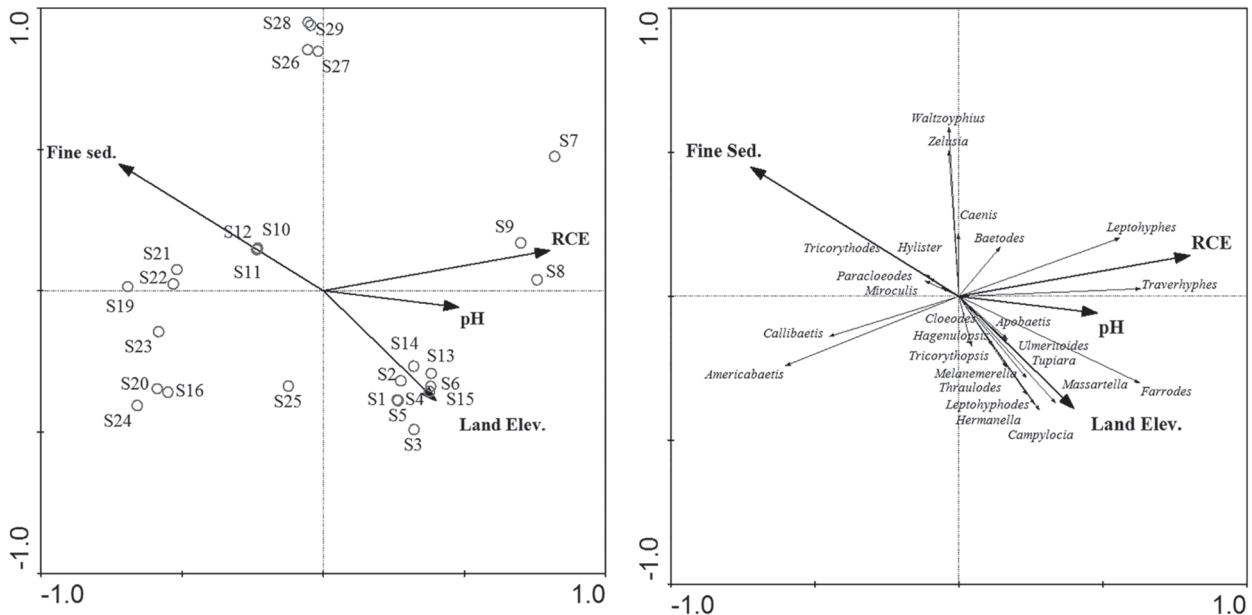 1.0
S28
S29
S26
S27
S7
Fine sed.
S12
S10
S9
RCE
S21
S11
S22
S8
S19
pH
S23
S14
S13
S2
S20
S16
S6
S25
S1
S4
S15
S24
S5
Land Elev.
S3
-1.0
-1.0
1.0
1.0
Waltzoyphius
Zelusia
Fine Sed.
Caenis
Leptohyphes
Tricorythodes
Hylister
Baetodes
RCE
Paracloeodes
Miroculis
Traverhyphes
Cloeodes
Apobaetis
pH
Callibaetis
Hagenulopsis
Ulmeritoides
Tricorythopsis
Tupiara
Americabaetis
Melanemerella
Massartella
Thraulodes
Farrodes
Leptohyphodes
Hermanella
Land Elev.
Campylocia
-1.0
-1.0
1.0